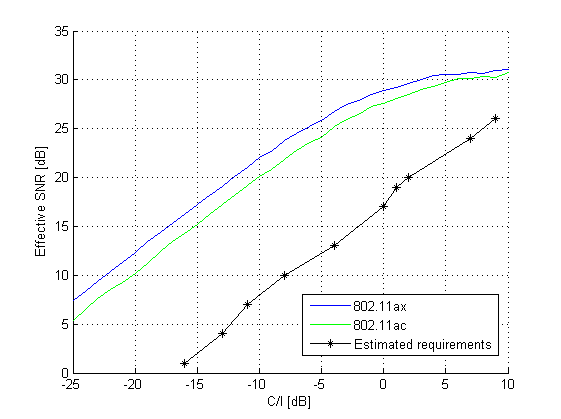 35
30
25
20
15
10
5
0
Effective SNR [dB]
-25 -20 -15 -10 -5 0 5 10
C/I [dB]
802.11ax
802.11ac
Estimated requirements